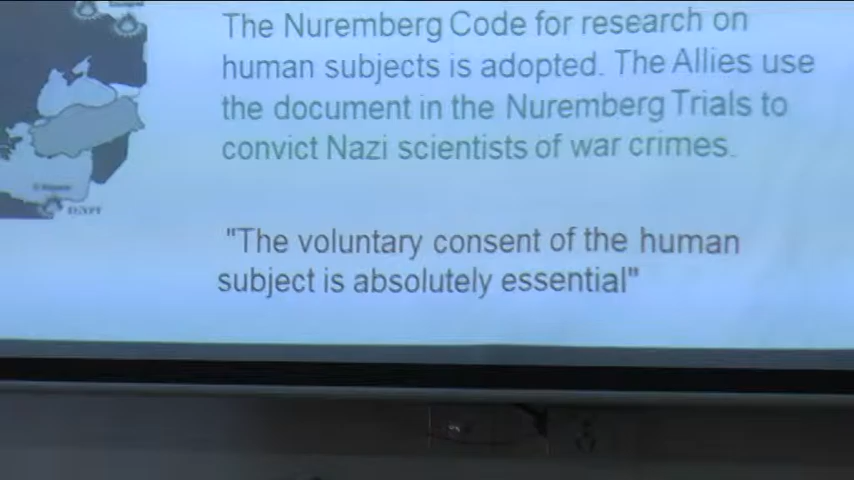 The Nuremberg Code for research on
human subjects is adopted. The Allies use
the document in the Nuremberg Trials to
convict Nazi scientists of war crimes.
"The voluntary consent of the human
subject is absolutely essential"